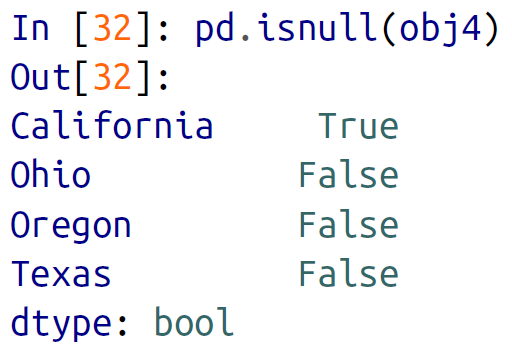 In [32]: pd.isnull(obj4)
Out[32]:
California     True
Ohio          False
Oregon        False
Texas         False
dtype: bool